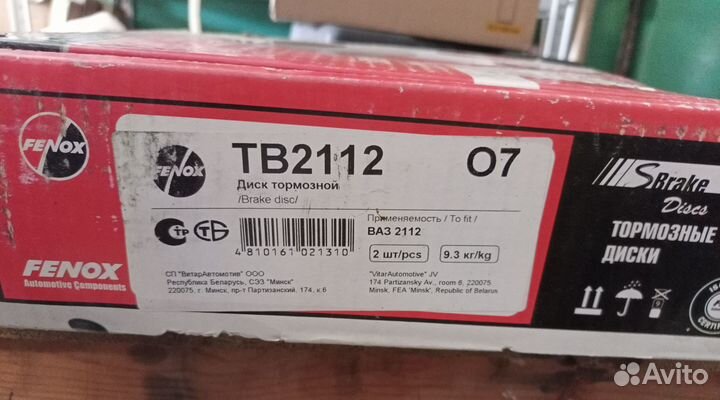 FENOX
FENOX
TB2112 O7
Диск тормозной
/Brake disc/
Применяемость / To fit /
ВАЗ 2112
2 шт/pcs 9.3 кг/kg
4 810161 021310
СП "ВитарАвтомотив" ООО
Республика Беларусь, СЭЗ "Минск"
220075, г. Минск, пр-т Партизанский, 174, к.6
"VitarAutomotive" JV
174 Partizansky Av., room 6, 220075
Minsk, FEA 'Minsk', Republic of Belarus
FENOX
Automotive Components
SBrake
Discs
ТОРМОЗНЫЕ
ДИСКИ
Avito